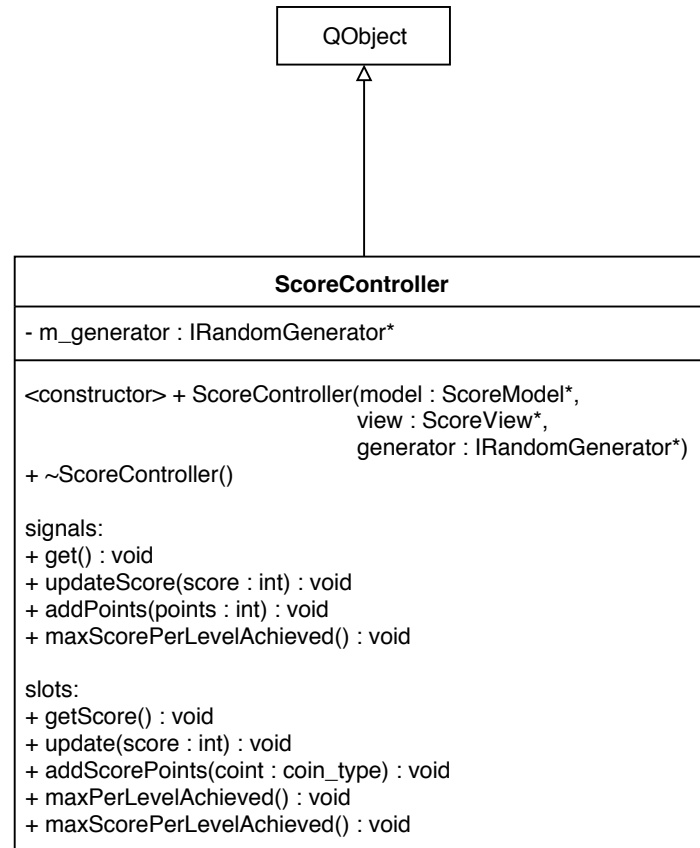 QObject
ScoreController
- m_generator : IRandomGenerator*
<constructor> + ScoreController(model : ScoreModel*,
view : ScoreView*,
generator : IRandomGenerator*)
+ ~ScoreController()
signals:
+ get() : void
+ updateScore(score : int) : void
+ addPoints(points : int) : void
+ maxScorePerLevelAchieved() : void
slots:
+ getScore() : void
+ update(score : int) : void
+ addScorePoints(coint : coin_type) : void
+ maxPerLevelAchieved() : void
+ maxScorePerLevelAchieved() : void